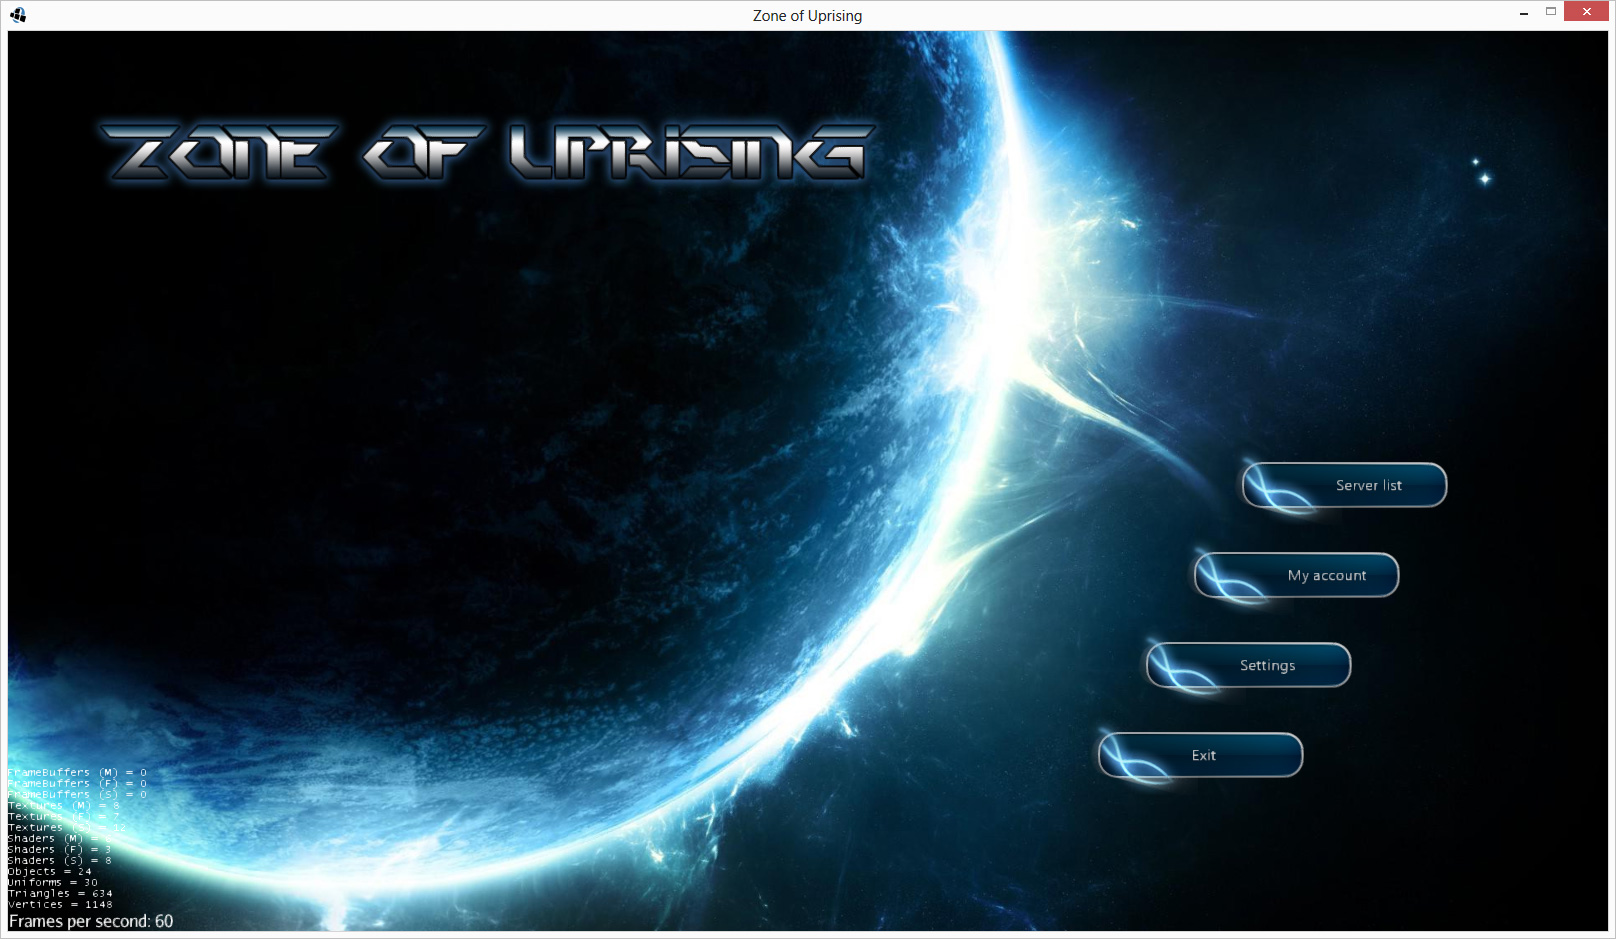 Zone of Uprising
ZONE OF UPRISING
Server list
My account
Settings
Exit
FrameBuffers (M) = 0
FrameBuffers (F) = 0
FrameBuffers (S) = 0
Textures (M) = 8
Textures (F) = 7
Textures (S) = 12
Shaders (M) =
Shaders (F) = 3
Shaders (S) = 8
Objects = 24
Uniforms = 30
Triangles = 634
Vertices = 1148
Frames per second: 60